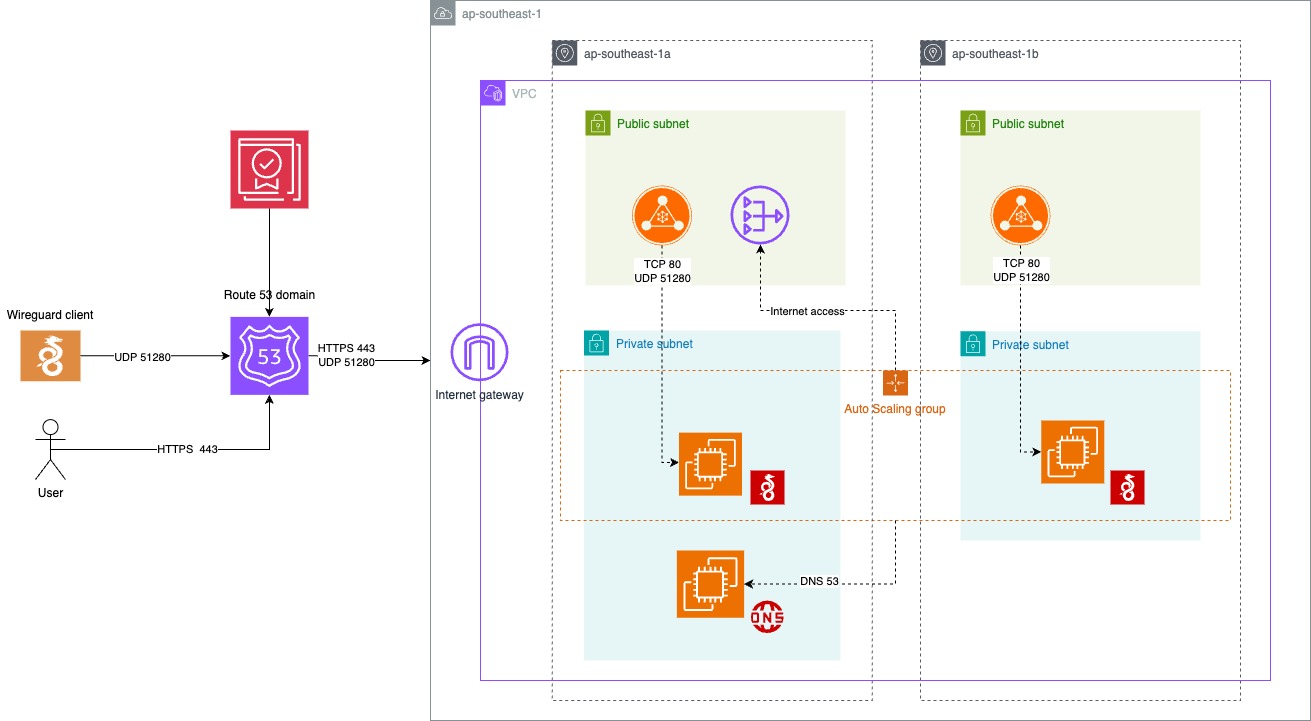 ap-southeast-1
ap-southeast-1a
ap-southeast-1b
VPC
Public subnet
Public subnet
TCP 80
UDP 51280
TCP 80
UDP 51280
Route 53 domain
Internet access
Wireguard client
Private subnet
Private subnet
53
HTTPS 443
UDP 51280
UDP 51280
Internet gateway
Auto Scaling group
HTTPS 443
User
DNS 53
DNS